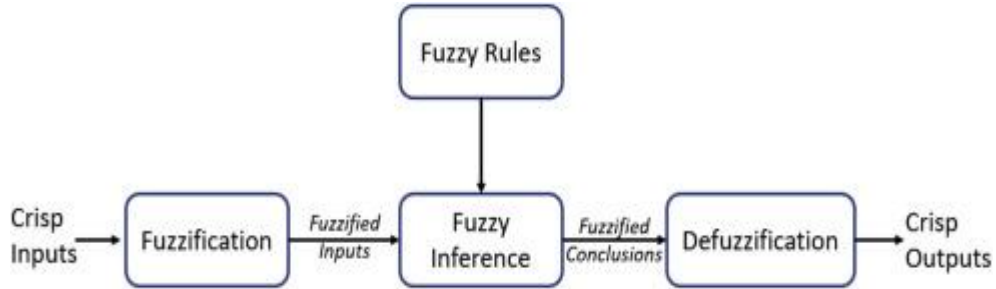 Fuzzy Rules
Crisp
Inputs
Fuzzification
Fuzzified
Inputs
Fuzzy
Inference
Fuzzified
Conclusions
Defuzzification
Crisp
Outputs